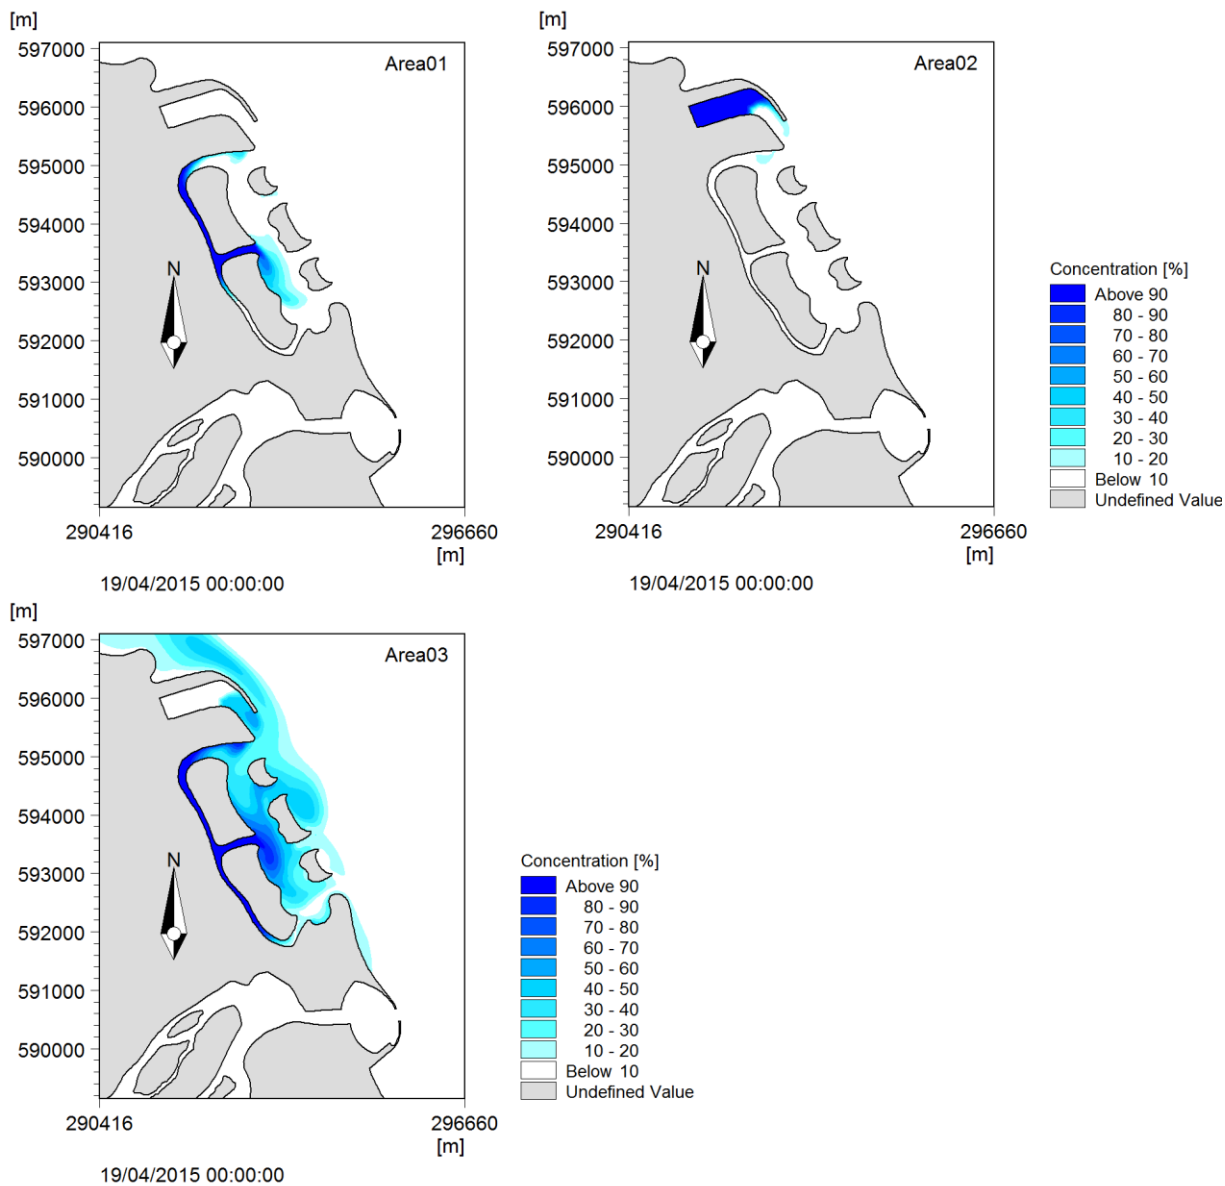 [m]
597000
596000
595000
594000
593000
592000
591000
590000
Area01
N
290416
296660
[m]
19/04/2015 00:00:00
[m]
597000
596000
595000
594000
593000
592000
591000
590000
Area02
N
290416
296660
[m]
19/04/2015 00:00:00
Concentration [%]
Above 90
80 - 90
70 - 80
60 - 70
50 - 60
40 - 50
30 - 40
20 - 30
10 - 20
Below 10
Undefined Value
[m]
597000
596000
595000
594000
593000
592000
591000
590000
Area03
N
290416
296660
[m]
19/04/2015 00:00:00
Concentration [%]
Above 90
80 - 90
70 - 80
60 - 70
50 - 60
40 - 50
30 - 40
20 - 30
10 - 20
Below 10
Undefined Value